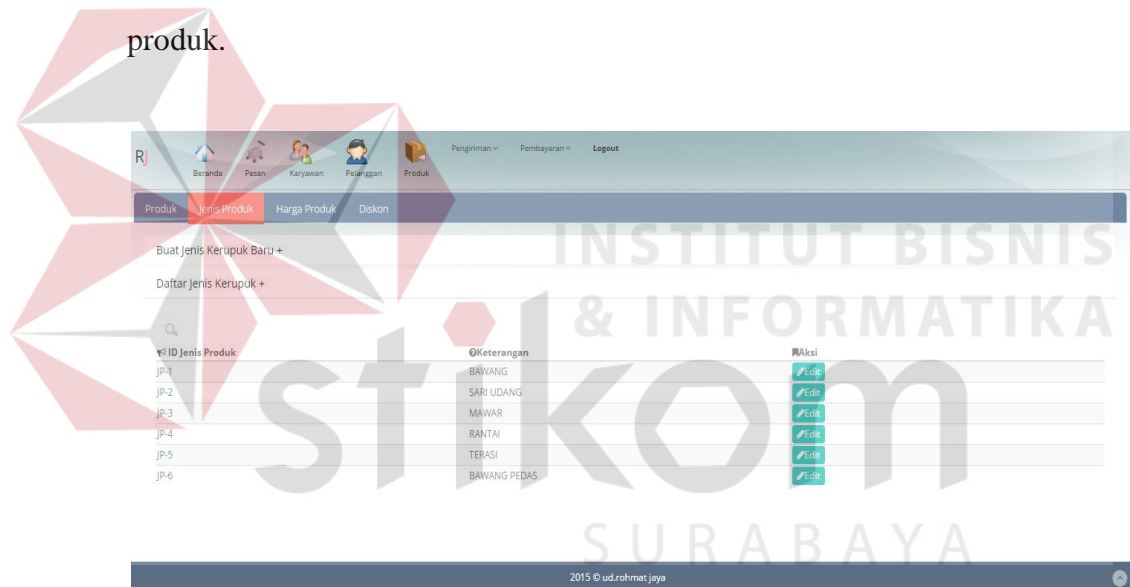 produk.
RJ
Beranda Pesan Karyawan Pelanggan Produk Pengiriman Pembayaran Logout
Produk Jenis Produk Harga Produk Diskon
Buat Jenis Kerupuk Baru +
Daftar Jenis Kerupuk +
ID Jenis Produk Keterangan Aksi
JP-1 BAWANG Edit
JP-2 SARI UDANG Edit
JP-3 MAWAR Edit
JP-4 RANTAI Edit
JP-5 TERASI Edit
JP-6 BAWANG PEDAS Edit
2015 © ud.rohmat jaya
INSTITUT BISNIS
& INFORMATIKA
stikom
SURABAYA